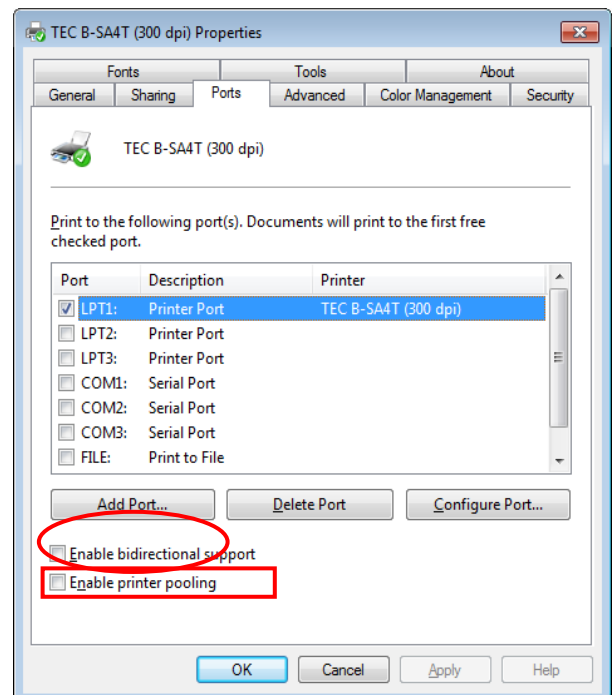 TEC B-SA4T (300 dpi) Properties
Fonts Tools About
General Sharing Ports Advanced Color Management Security
TEC B-SA4T (300 dpi)
Print to the following port(s). Documents will print to the first free
checked port.
Port Description Printer
LPT1: Printer Port TEC B-SA4T (300 dpi)
LPT2: Printer Port
LPT3: Printer Port
COM1: Serial Port
COM2: Serial Port
COM3: Serial Port
FILE: Print to File
Add Port... Delete Port Configure Port...
Enable bidirectional support
Enable printer pooling
OK Cancel Apply Help